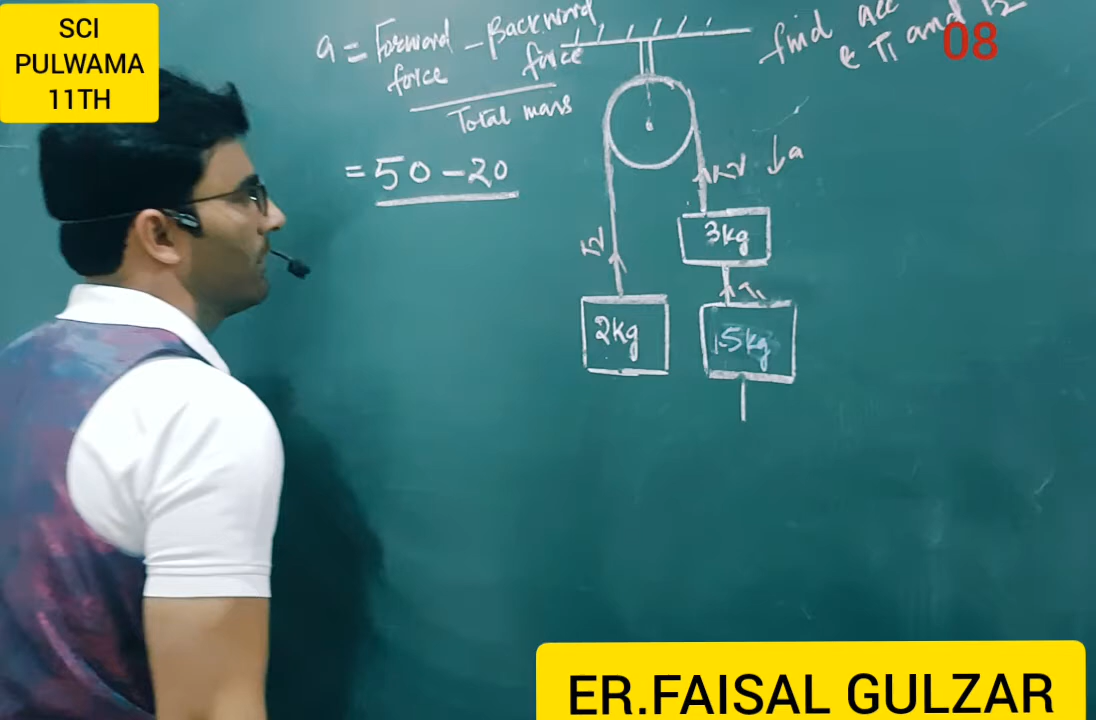 SCI
PULWAMA
11TH
a = Forward - Backward
force force
Total mass
= 50 - 20
find acc
& T1 and T2
08
T2 ↓a
3kg
T2
T1
2kg
1.5kg
ER.FAISAL GULZAR